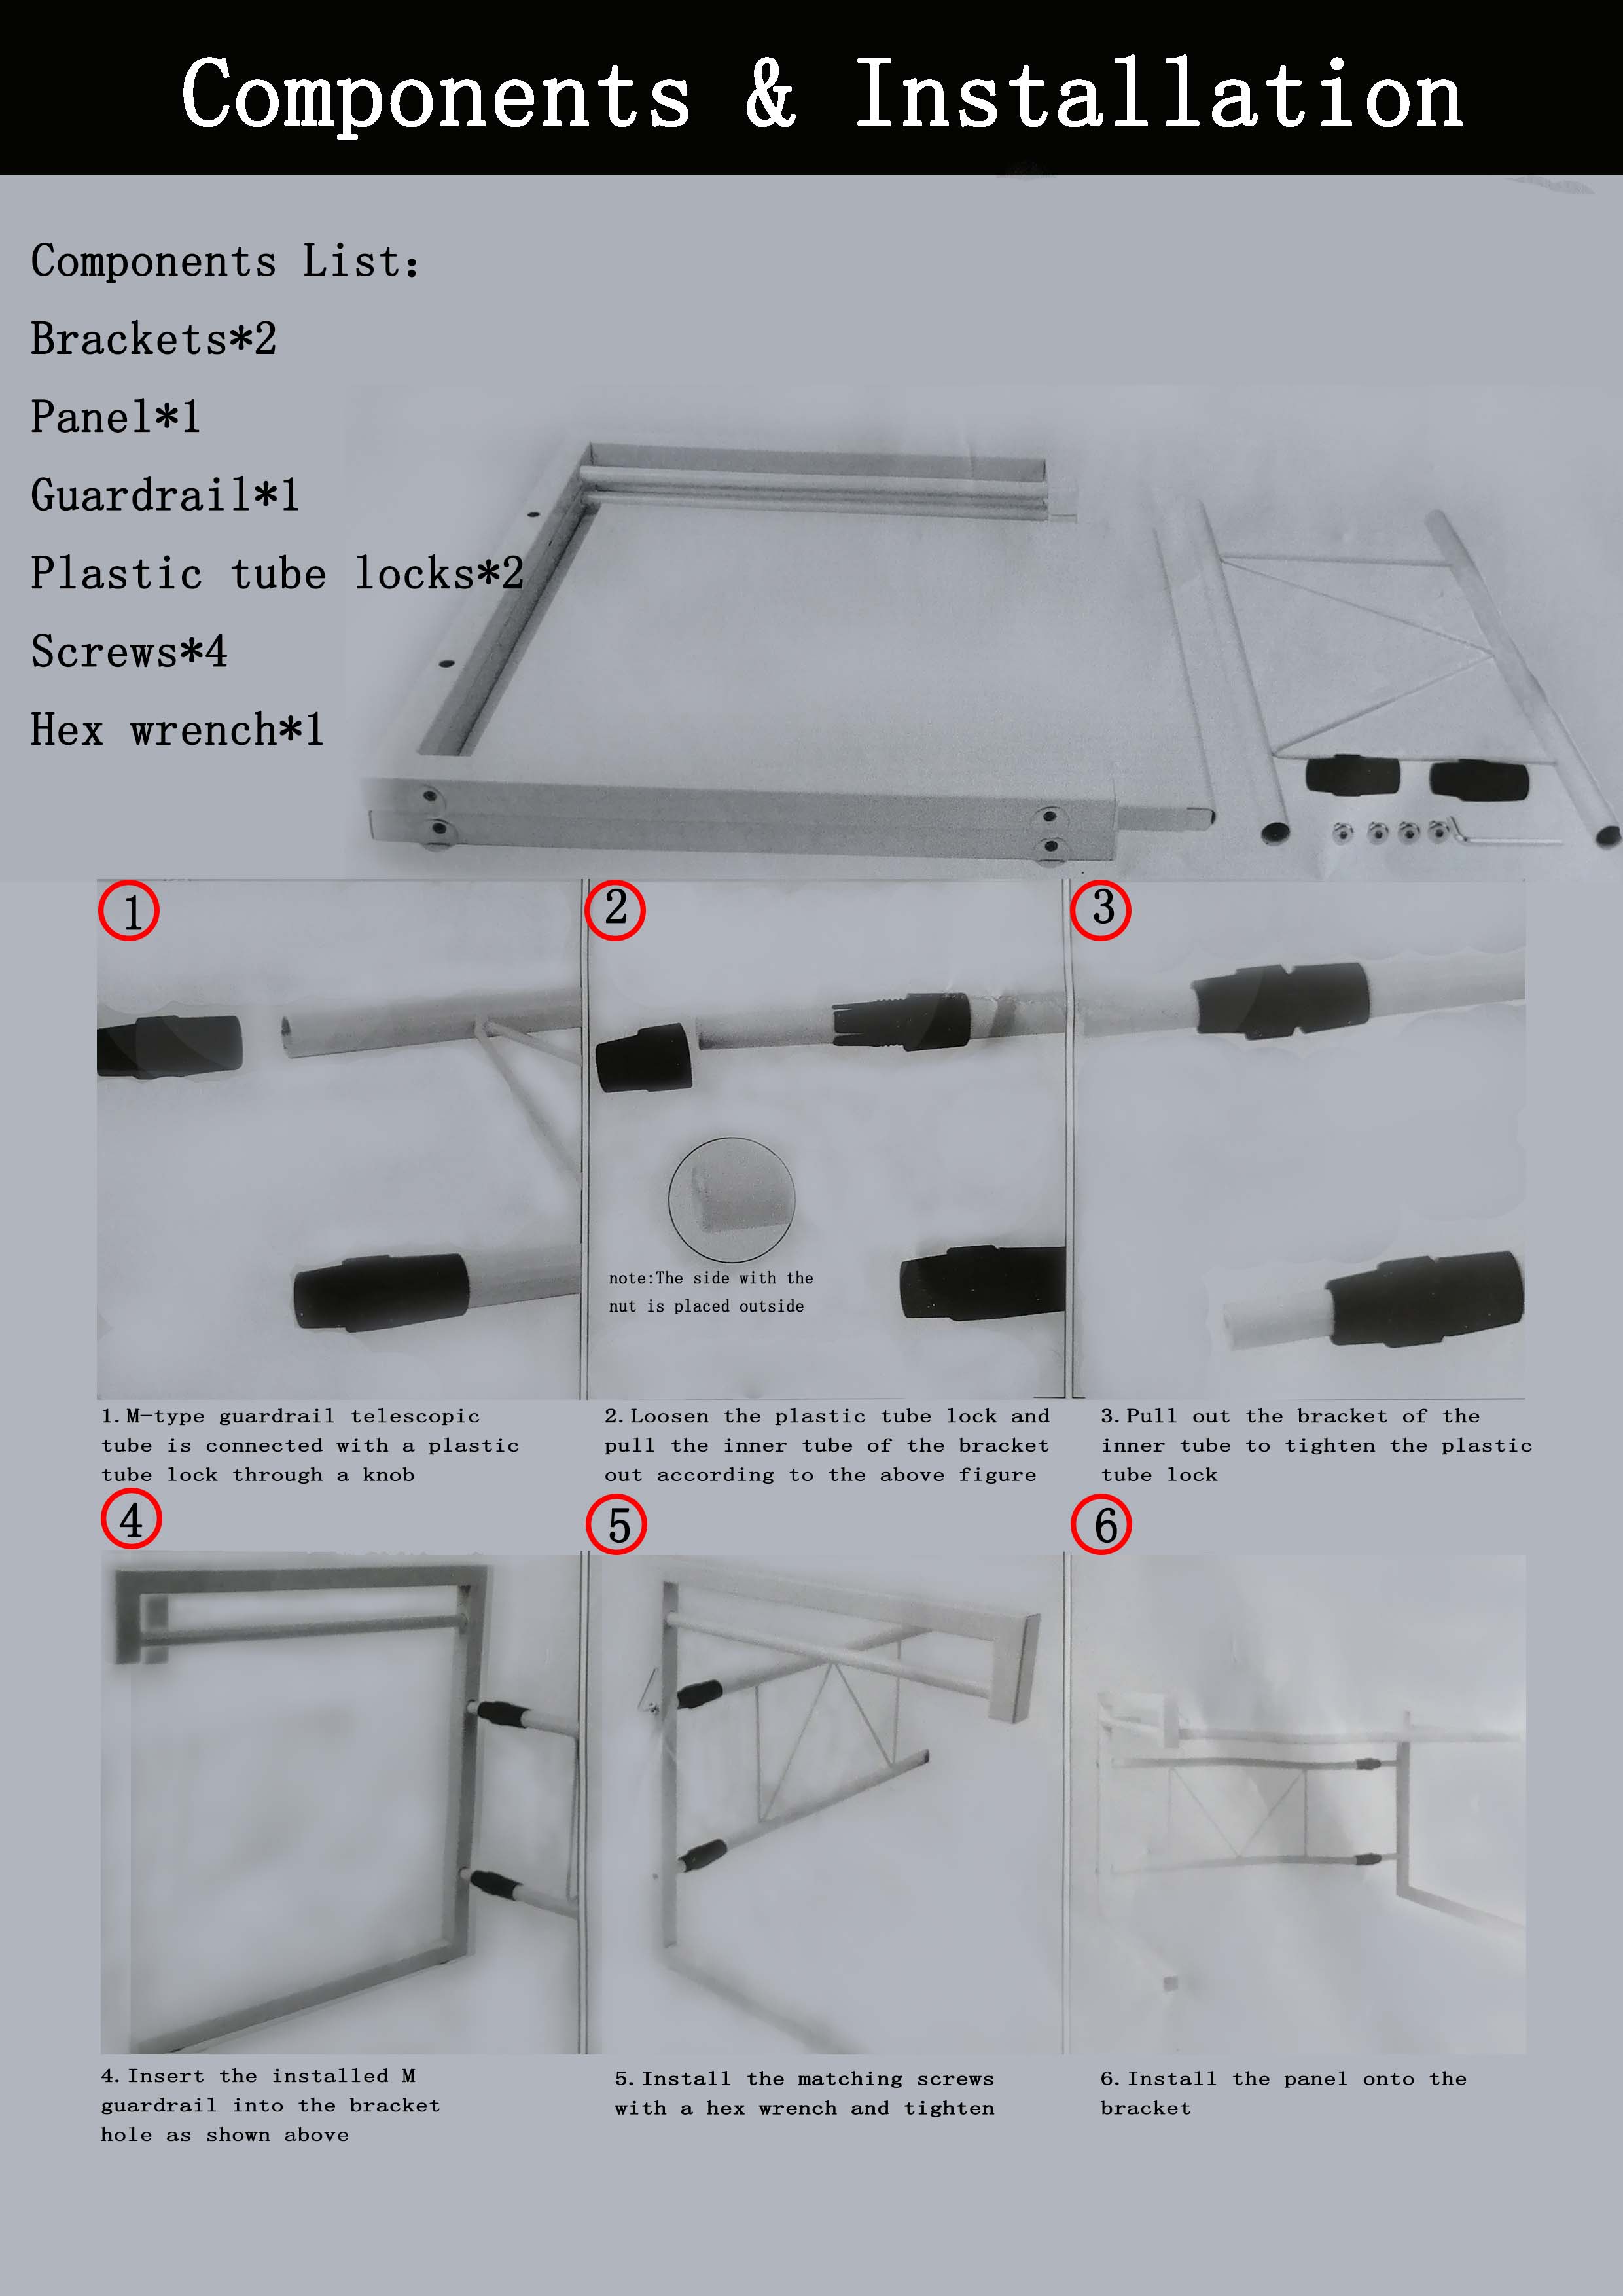 Components & Installation
Components List：
Brackets*2
Panel*1
Guardrail*1
Plastic tube locks*2
Screws*4
Hex wrench*1
1
2
3
note:The side with the
nut is placed outside
1.M-type guardrail telescopic
tube is connected with a plastic
tube lock through a knob
2.Loosen the plastic tube lock and
pull the inner tube of the bracket
out according to the above figure
3.Pull out the bracket of the
inner tube to tighten the plastic
tube lock
4
5
6
4.Insert the installed M
guardrail into the bracket
hole as shown above
5.Install the matching screws
with a hex wrench and tighten
6.Install the panel onto the
bracket